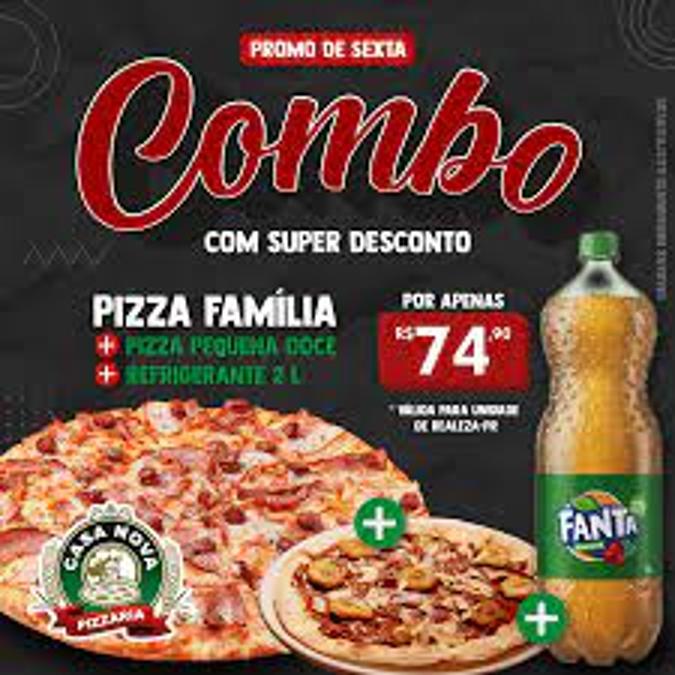 PROMO DE SEXTA
Combo
COM SUPER DESCONTO
PIZZA FAMÍLIA
+ PIZZA PEQUENA DOCE
+ REFRIGERANTE 2 L
POR APENAS
R$74,90
* VÁLIDA PARA UNIDADE
DE REALEZA-PR
FANTA
CASA NOVA
PIZZARIA
+
+